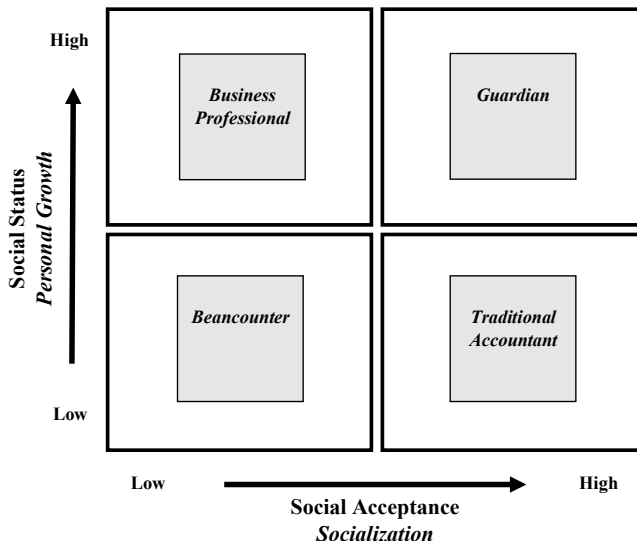 High
Business
Professional
Guardian
Social Status
Personal Growth
Beancounter
Traditional
Accountant
Low
Low
High
Social Acceptance
Socialization